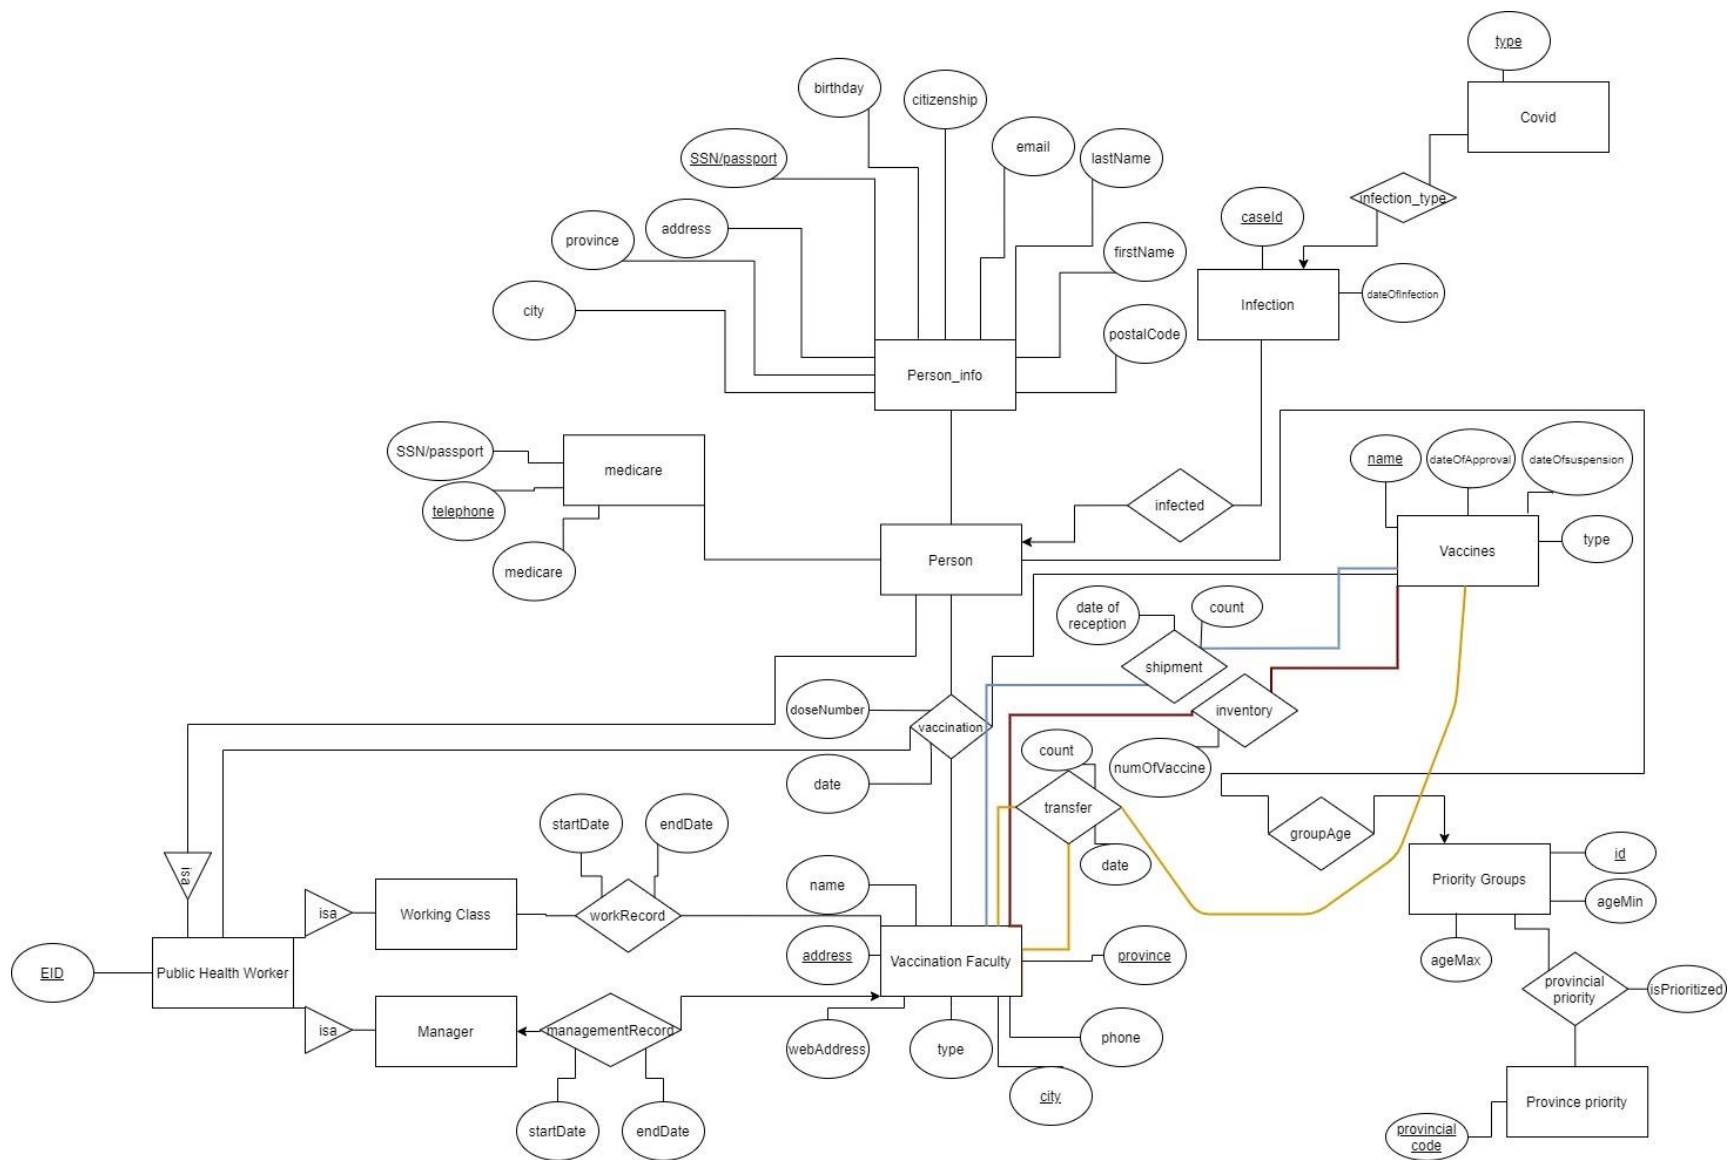 type
Covid
birthday
citizenship
email
lastName
SSN/passport
address
province
infection_type
caseId
firstName
city
postalCode
Infection
dateOfInfection
Person_info
SSN/passport
medicare
telephone
medicare
name
dateOfApproval
dateOfsuspension
type
Vaccines
infected
Person
date of
reception
count
shipment
inventory
doseNumber
vaccination
date
count
numOfVaccine
transfer
date
groupAge
startDate
endDate
isa
isa
Working Class
workRecord
name
Priority Groups
id
ageMin
ageMax
EID
Public Health Worker
address
Vaccination Faculty
province
provincial
priority
isPrioritized
isa
Manager
managementRecord
webAddress
type
phone
city
startDate
endDate
Province priority
provincial
code